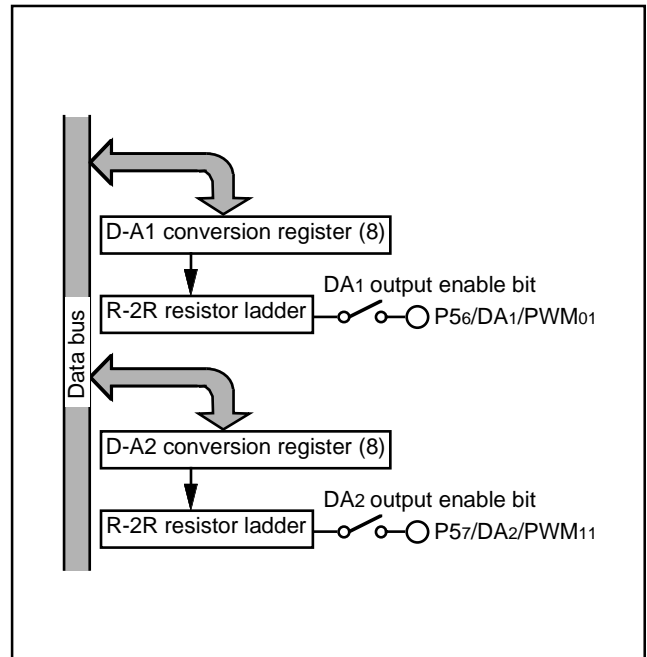 Data bus
D-A1 conversion register (8)
R-2R resistor ladder
DA1 output enable bit
P56/DA1/PWM01
D-A2 conversion register (8)
R-2R resistor ladder
DA2 output enable bit
P57/DA2/PWM11